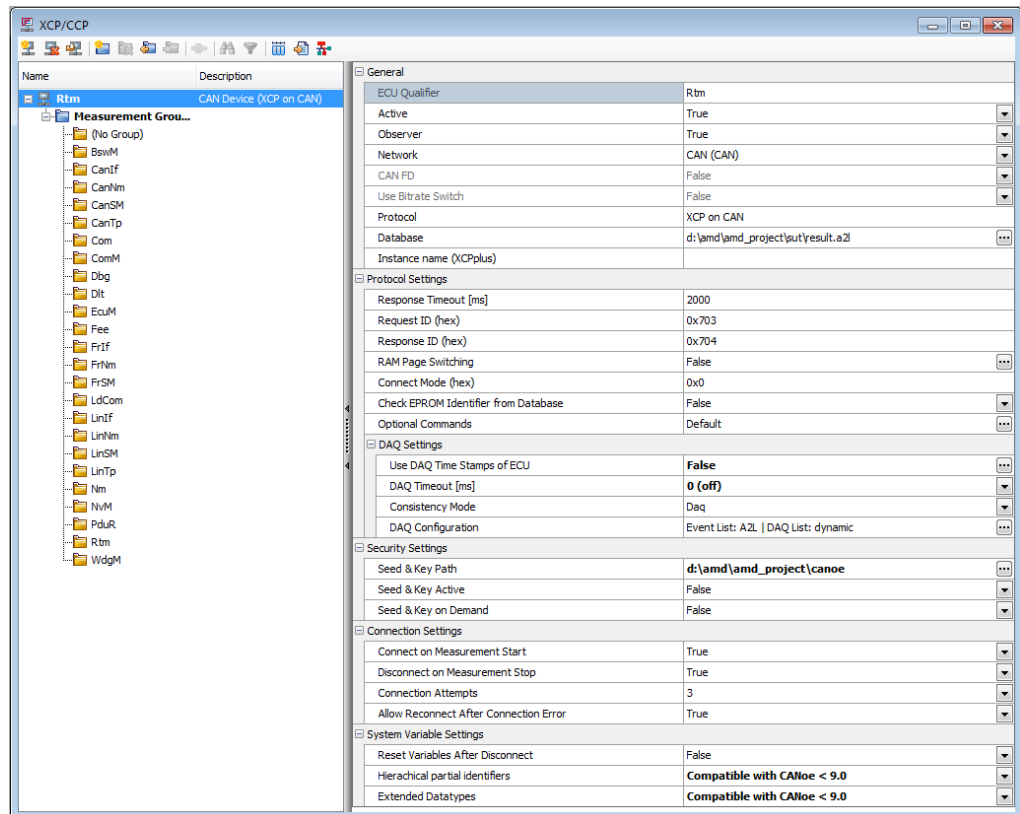 XCP/CCP
Name Description
Rtm CAN Device (XCP on CAN)
Measurement Grou...
(No Group)
BswM
CanIf
CanNm
CanSM
CanTp
Com
ComM
Dbg
Dlt
EcuM
Fee
FrIf
FrNm
FrSM
LdCom
LinIf
LinNm
LinSM
LinTp
Nm
NvM
PduR
Rtm
WdgM
General
ECU Qualifier Rtm
Active True
Observer True
Network CAN (CAN)
CAN FD False
Use Bitrate Switch False
Protocol XCP on CAN
Database d:\amd\amd_project\sut\result.a2l
Instance name (XCPplus)
Protocol Settings
Response Timeout [ms] 2000
Request ID (hex) 0x703
Response ID (hex) 0x704
RAM Page Switching False
Connect Mode (hex) 0x0
Check EPROM Identifier from Database False
Optional Commands Default
DAQ Settings
Use DAQ Time Stamps of ECU False
DAQ Timeout [ms] 0 (off)
Consistency Mode Daq
DAQ Configuration Event List: A2L | DAQ List: dynamic
Security Settings
Seed & Key Path d:\amd\amd_project\canoe
Seed & Key Active False
Seed & Key on Demand False
Connection Settings
Connect on Measurement Start True
Disconnect on Measurement Stop True
Connection Attempts 3
Allow Reconnect After Connection Error True
System Variable Settings
Reset Variables After Disconnect False
Hierachical partial identifiers Compatible with CANoe < 9.0
Extended Datatypes Compatible with CANoe < 9.0